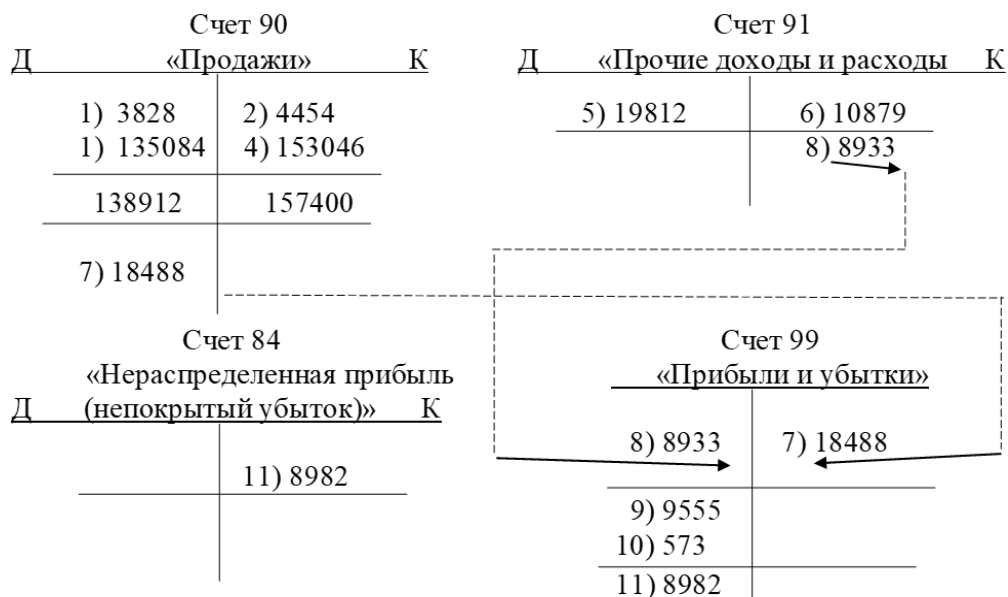 Счет 90
Д «Продажи» К
1) 3828 2) 4454
1) 135084 4) 153046
138912 157400
7) 18488
Счет 91
Д «Прочие доходы и расходы К
5) 19812 6) 10879
8) 8933
Счет 84
«Нераспределенная прибыль
Д (непокрытый убыток)» К
11) 8982
Счет 99
«Прибыли и убытки»
8) 8933 7) 18488
9) 9555
10) 573
11) 8982